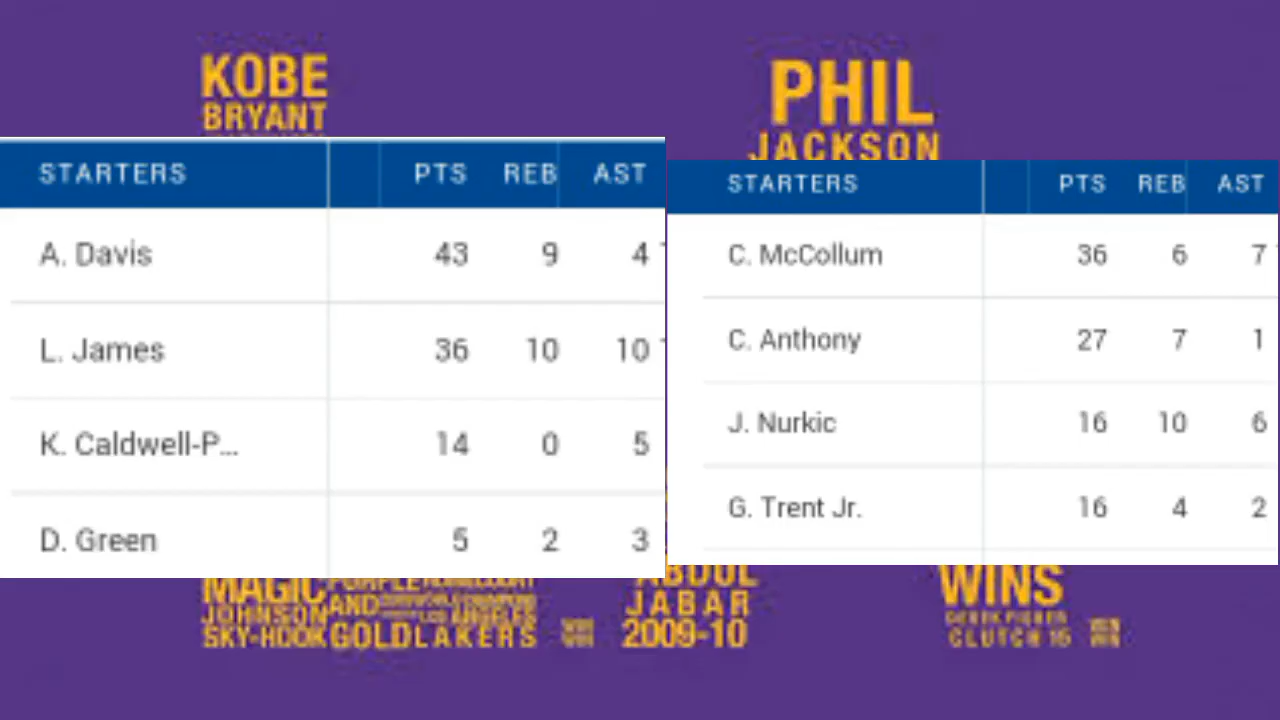 KOBE
BRYANT
PHIL
JACKSON
STARTERS PTS REB AST
A. Davis 43 9 4
L. James 36 10 10
K. Caldwell-P... 14 0 5
D. Green 5 2 3
STARTERS PTS REB AST
C. McCollum 36 6 7
C. Anthony 27 7 1
J. Nurkic 16 10 6
G. Trent Jr. 16 4 2
MAGIC
JOHNSON AND
SKY-HOOK GOLD LAKERS
ABDUL
JABAR
2009-10
WINS
DEREK FISHER
CLUTCH